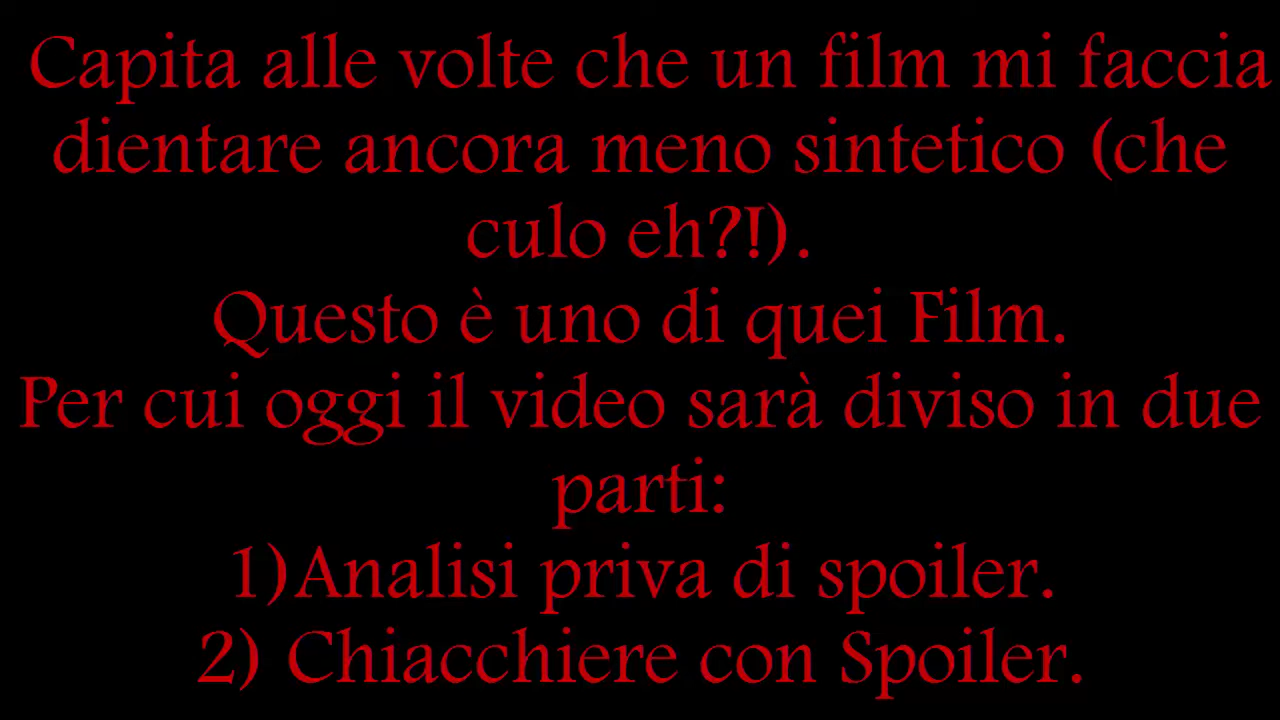 Capita alle volte che un film mi faccia
dientare ancora meno sintetico (che
culo eh?!).
Questo è uno di quei Film.
Per cui oggi il video sarà diviso in due
parti:
1)Analisi priva di spoiler.
2) Chiacchiere con Spoiler.